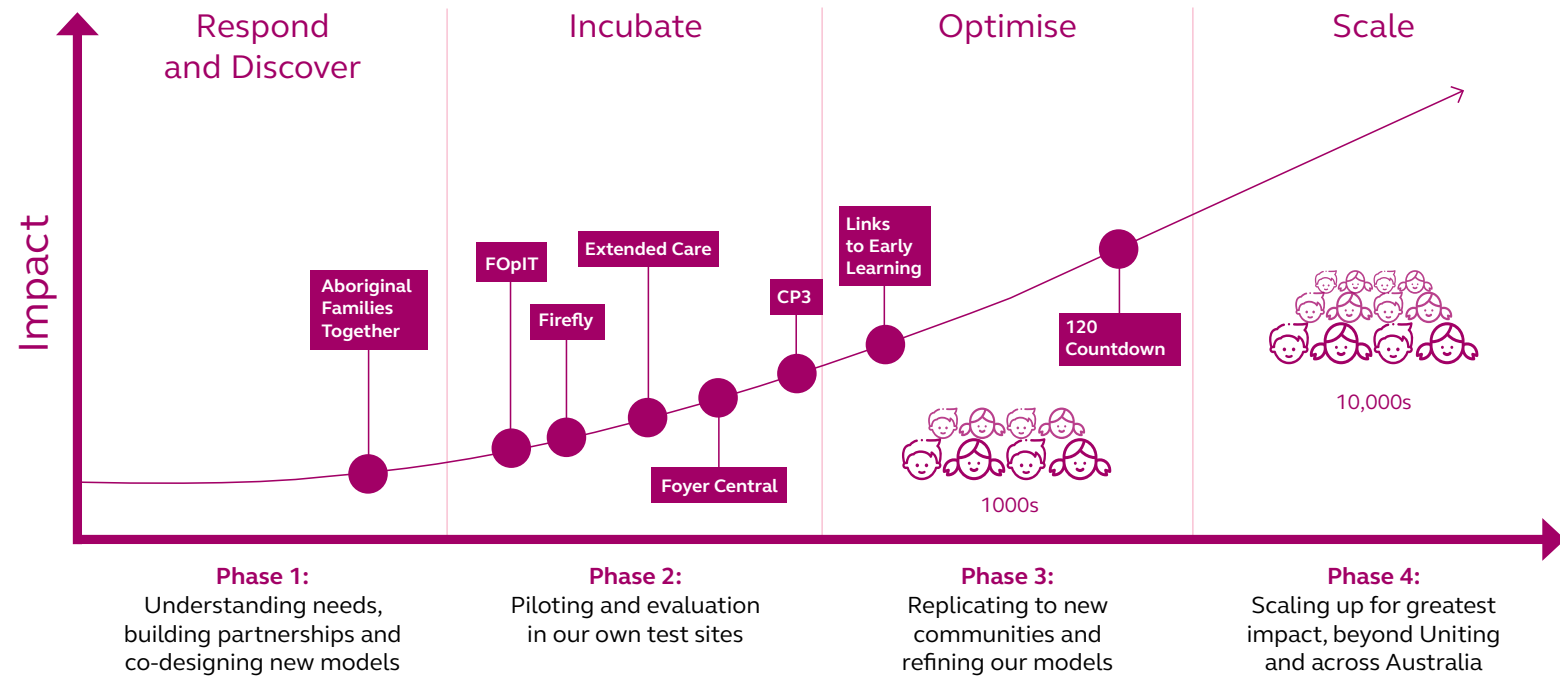 Respond
and Discover
Incubate
Optimise
Scale
Impact
Aboriginal
Families
Together
FOpIT
Firefly
Extended Care
Foyer Central
CP3
Links
to Early
Learning
120
Countdown
1000s
10,000s
Phase 1:
Understanding needs,
building partnerships and
co-designing new models
Phase 2:
Piloting and evaluation
in our own test sites
Phase 3:
Replicating to new
communities and
refining our models
Phase 4:
Scaling up for greatest
impact, beyond Uniting
and across Australia